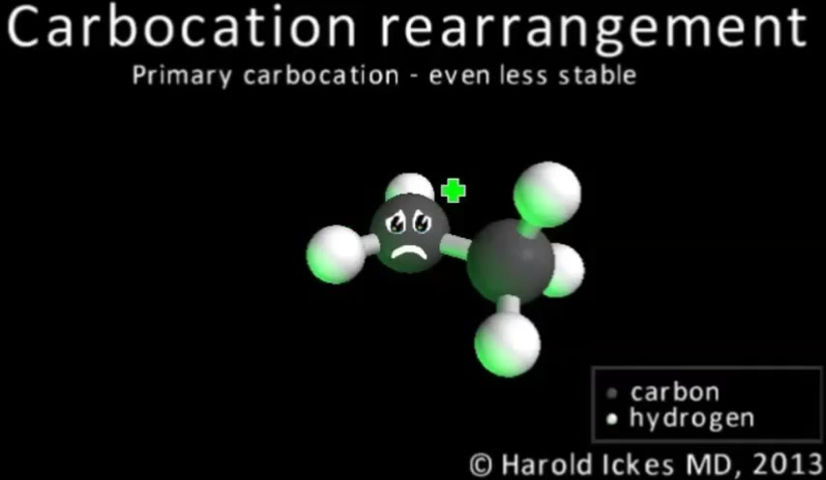 Carbocation rearrangement
Primary carbocation - even less stable
carbon
hydrogen
© Harold Ickes MD, 2013